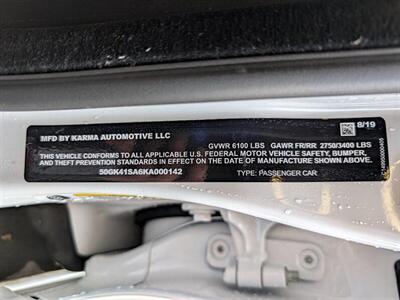 8/19
MFD BY KARMA AUTOMOTIVE LLC
GVWR 6100 LBS GAWR FR/RR 2750/3400 LBS
THIS VEHICLE CONFORMS TO ALL APPLICABLE U.S. FEDERAL MOTOR VEHICLE SAFETY, BUMPER,
AND THEFT PREVENTION STANDARDS IN EFFECT ON THE DATE OF MANUFACTURE SHOWN ABOVE.
50GK41SA6KA000142
TYPE: PASSENGER CAR